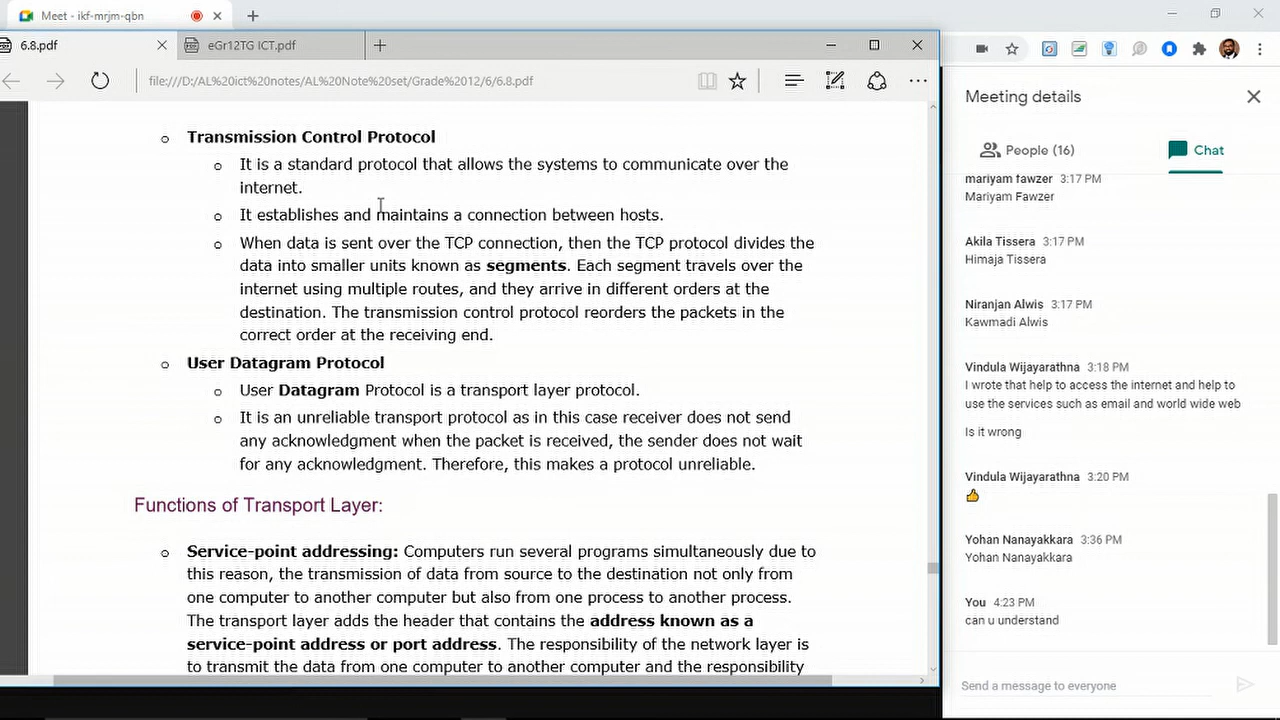 Meet - ikf-mrjm-qbn
6.8.pdf
eGr12TG ICT.pdf
file:///D:/AL%20ict%20notes/AL%20Note%20set/Grade%2012/6/6.8.pdf
Transmission Control Protocol
It is a standard protocol that allows the systems to communicate over the
internet.
It establishes and maintains a connection between hosts.
When data is sent over the TCP connection, then the TCP protocol divides the
data into smaller units known as segments. Each segment travels over the
internet using multiple routes, and they arrive in different orders at the
destination. The transmission control protocol reorders the packets in the
correct order at the receiving end.
User Datagram Protocol
User Datagram Protocol is a transport layer protocol.
It is an unreliable transport protocol as in this case receiver does not send
any acknowledgment when the packet is received, the sender does not wait
for any acknowledgment. Therefore, this makes a protocol unreliable.
Functions of Transport Layer:
Service-point addressing: Computers run several programs simultaneously due to
this reason, the transmission of data from source to the destination not only from
one computer to another computer but also from one process to another process.
The transport layer adds the header that contains the address known as a
service-point address or port address. The responsibility of the network layer is
to transmit the data from one computer to another computer and the responsibility
Meeting details
People (16)
Chat
mariyam fawzer 3:17 PM
Mariyam Fawzer
Akila Tissera 3:17 PM
Himaja Tissera
Niranjan Alwis 3:17 PM
Kawmadi Alwis
Vindula Wijayarathna 3:18 PM
I wrote that help to access the internet and help to
use the services such as email and world wide web
Is it wrong
Vindula Wijayarathna 3:20 PM
👍
Yohan Nanayakkara 3:36 PM
Yohan Nanayakkara
You 4:23 PM
can u understand
Send a message to everyone